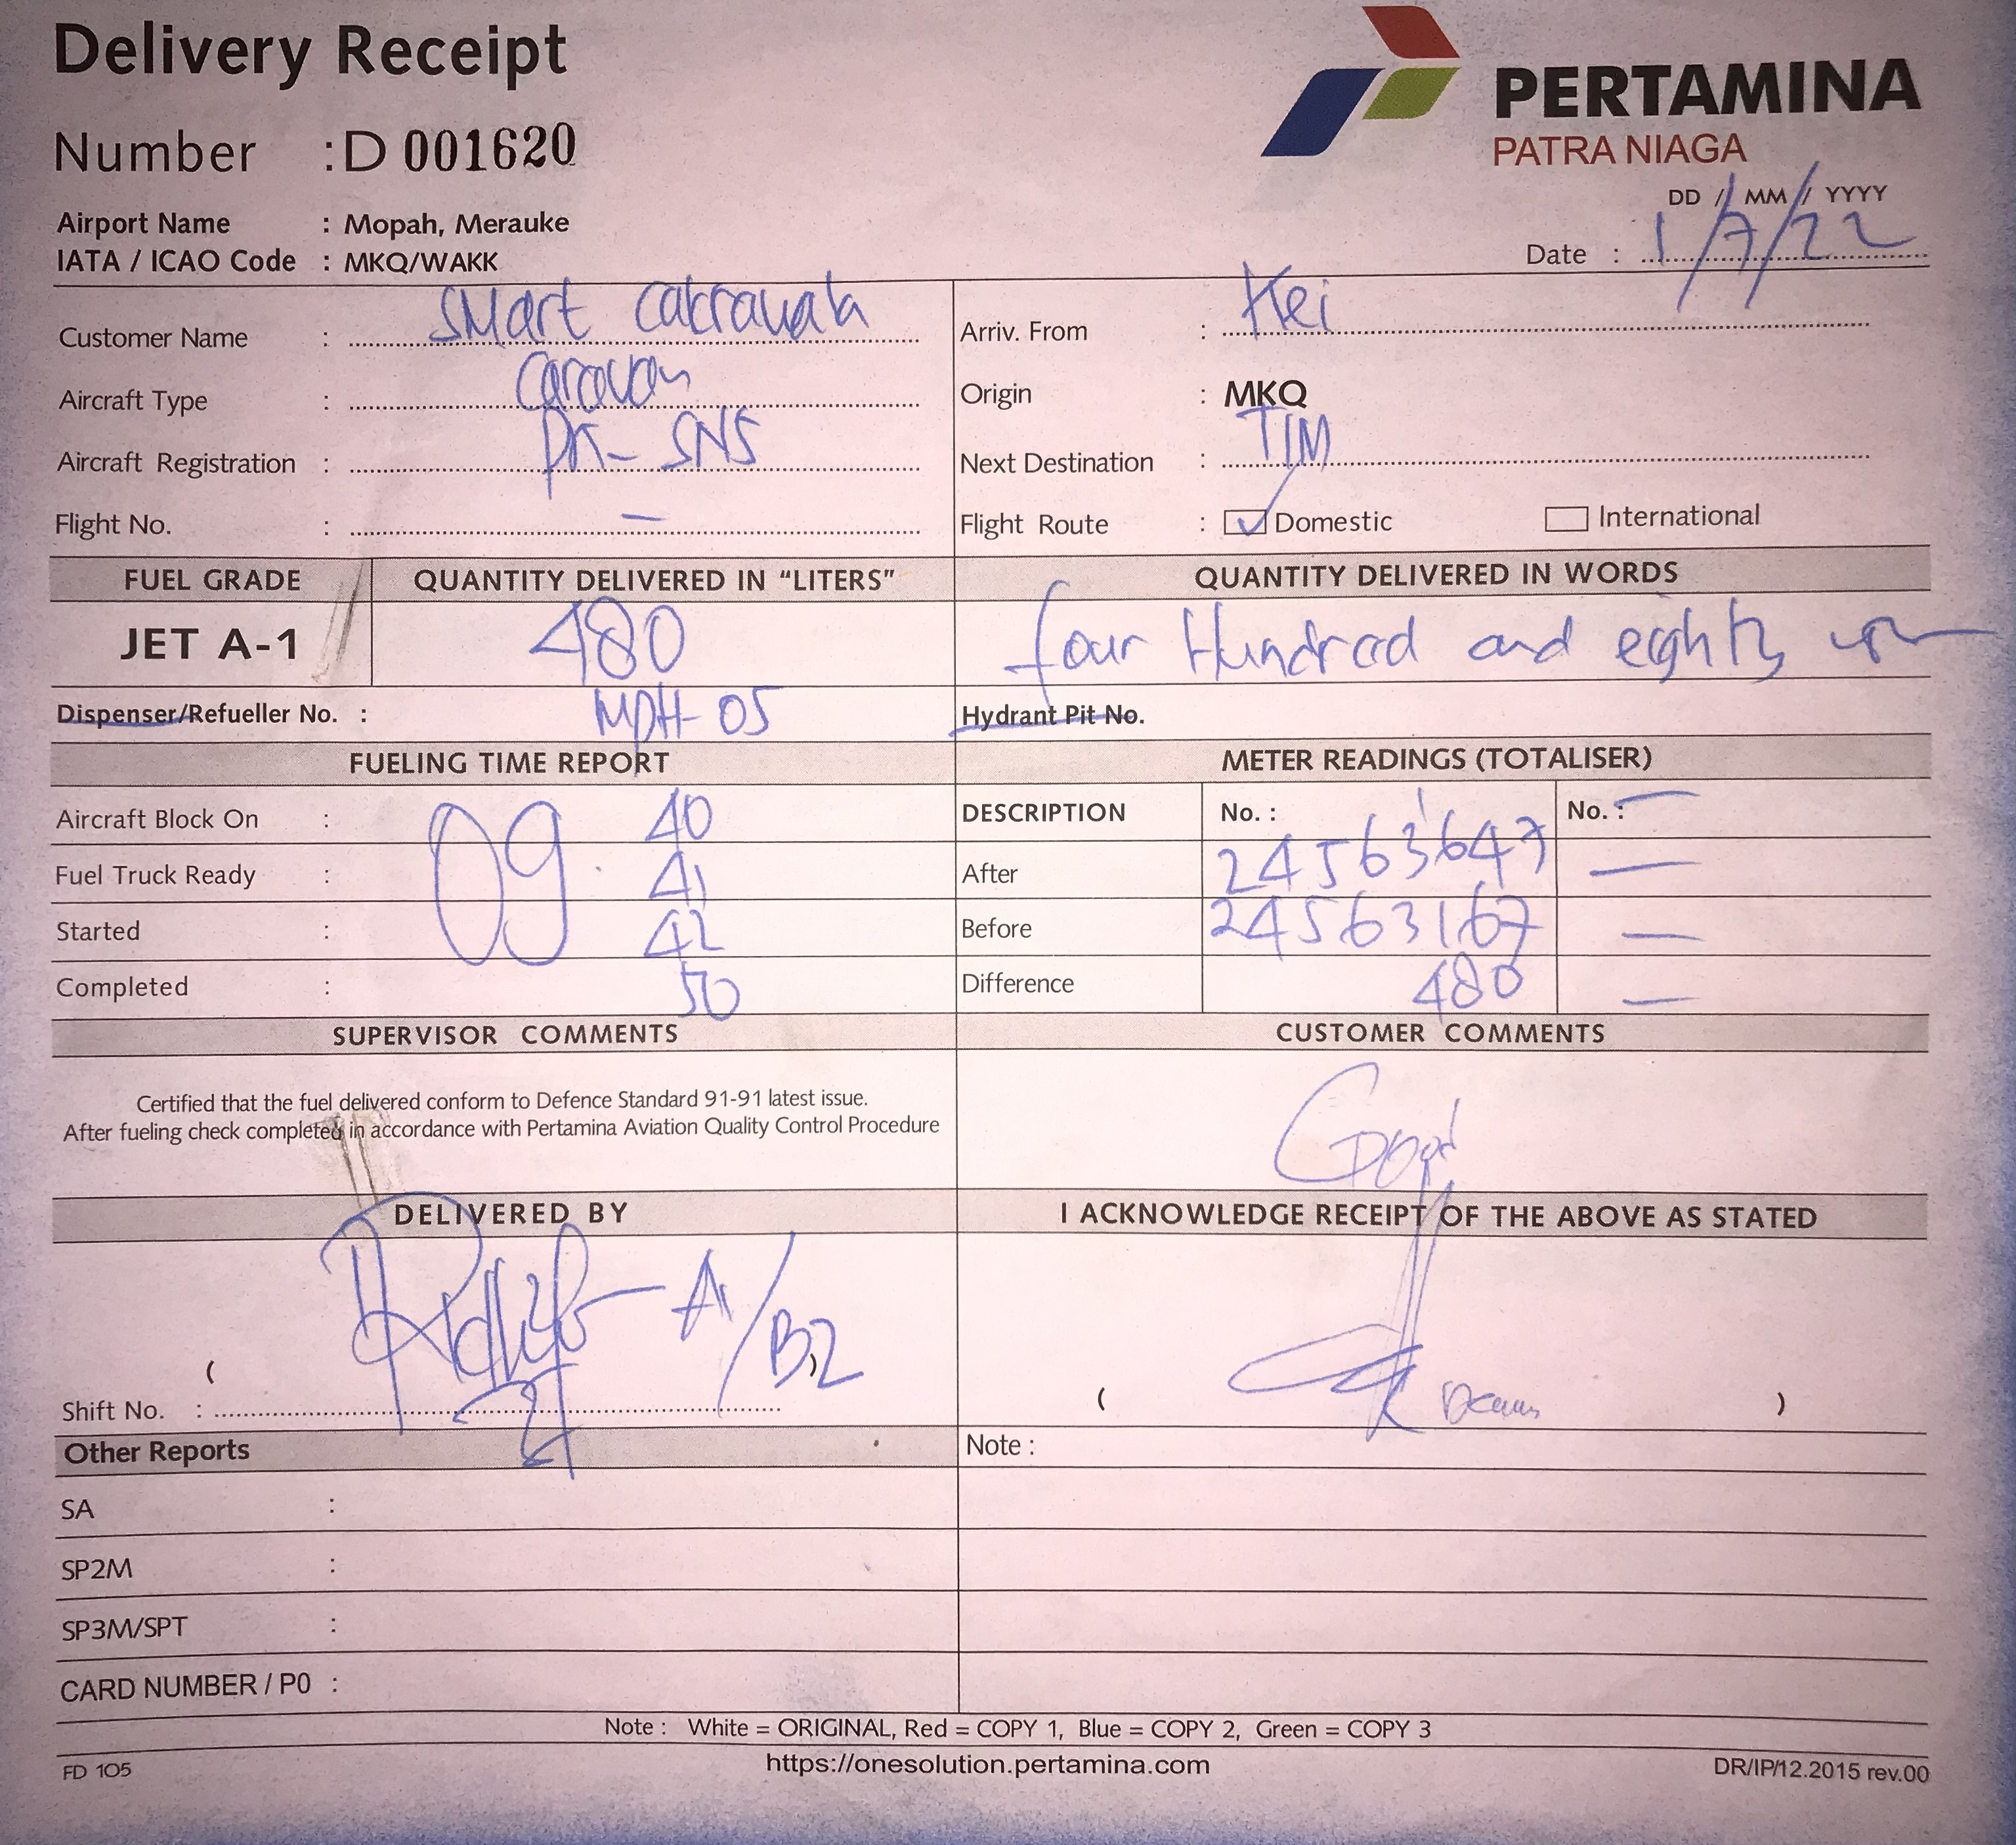 Delivery Receipt
PERTAMINA
PATRA NIAGA
Number : D 001620
DD / MM / YYYY
Airport Name : Mopah, Merauke
IATA / ICAO Code : MKQ/WAKK
Date : 1/7/22
Customer Name : SMart Cakrawala
Arriv. From : Kei
Aircraft Type : Caravan
Origin : MKQ
Aircraft Registration : PK-SNS
Next Destination : TIM
Flight No. : —
Flight Route : ✓ Domestic International
FUEL GRADE QUANTITY DELIVERED IN “LITERS” QUANTITY DELIVERED IN WORDS
JET A-1 480 four Hundred and eighty
Dispenser/Refueller No. : MPH-05 Hydrant Pit No.
FUELING TIME REPORT METER READINGS (TOTALISER)
Aircraft Block On : 09. 40
DESCRIPTION No. : No. : —
Fuel Truck Ready : 41
After 24563647 —
Started : 42
Before 24563167 —
Completed : 50
Difference 480 —
SUPERVISOR COMMENTS CUSTOMER COMMENTS
Certified that the fuel delivered conform to Defence Standard 91-91 latest issue.
After fueling check completed in accordance with Pertamina Aviation Quality Control Procedure
Good
DELIVERED BY I ACKNOWLEDGE RECEIPT OF THE ABOVE AS STATED
A/B2
( )
Shift No. :
( )
Other Reports Note :
SA :
SP2M :
SP3M/SPT :
CARD NUMBER / P0 :
Note : White = ORIGINAL, Red = COPY 1, Blue = COPY 2, Green = COPY 3
FD 105 https://onesolution.pertamina.com DR/IP/12.2015 rev.00